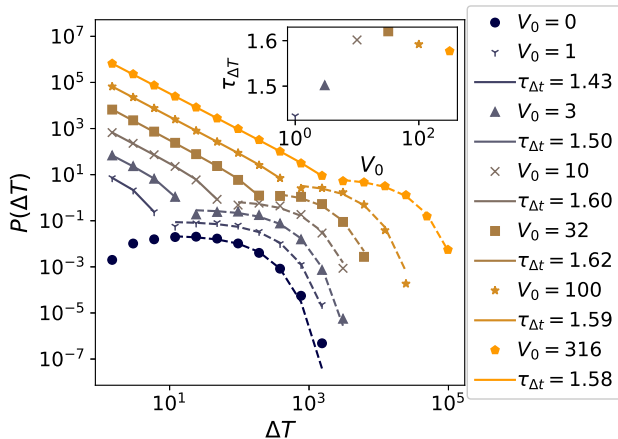 10^7
10^5
10^3
10^1
10^-1
10^-3
10^-5
10^-7
P(ΔT)
10^1
10^3
10^5
ΔT
1.6
1.5
τ_ΔT
10^0
10^2
V_0
V_0 = 0
V_0 = 1
τ_Δt = 1.43
V_0 = 3
τ_Δt = 1.50
V_0 = 10
τ_Δt = 1.60
V_0 = 32
τ_Δt = 1.62
V_0 = 100
τ_Δt = 1.59
V_0 = 316
τ_Δt = 1.58